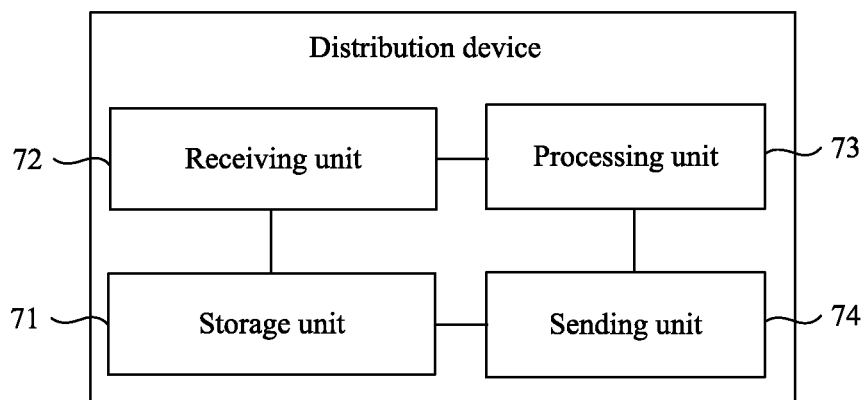 Distribution device
72
Receiving unit
Processing unit
73
71
Storage unit
Sending unit
74